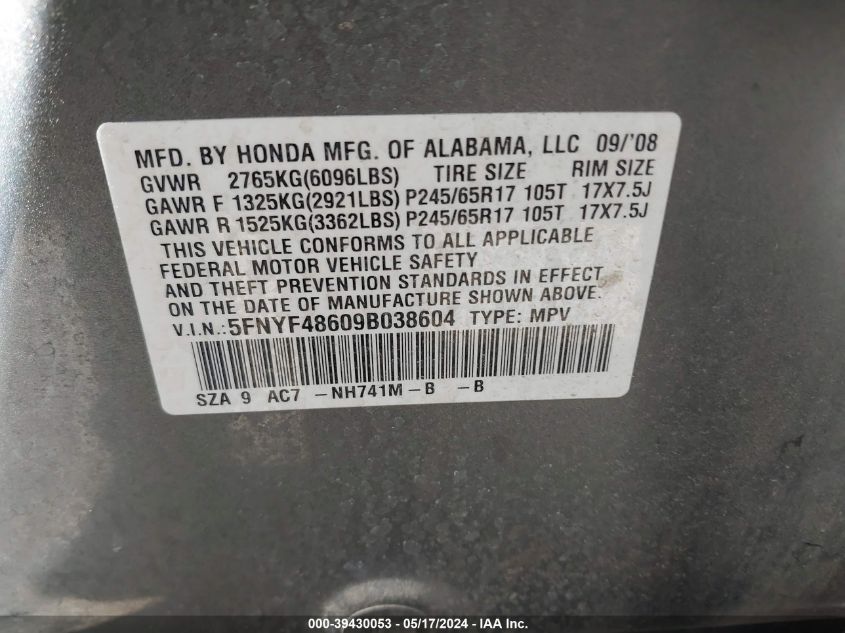 MFD. BY HONDA MFG. OF ALABAMA, LLC 09/'08
GVWR 2765KG(6096LBS) TIRE SIZE RIM SIZE
GAWR F 1325KG(2921LBS) P245/65R17 105T 17X7.5J
GAWR R 1525KG(3362LBS) P245/65R17 105T 17X7.5J
THIS VEHICLE CONFORMS TO ALL APPLICABLE
FEDERAL MOTOR VEHICLE SAFETY
AND THEFT PREVENTION STANDARDS IN EFFECT
ON THE DATE OF MANUFACTURE SHOWN ABOVE.
V.I.N.: 5FNYF48609B038604 TYPE: MPV
SZA 9 AC7 -NH741M-B -B
000-39430053 - 05/17/2024 - IAA Inc.